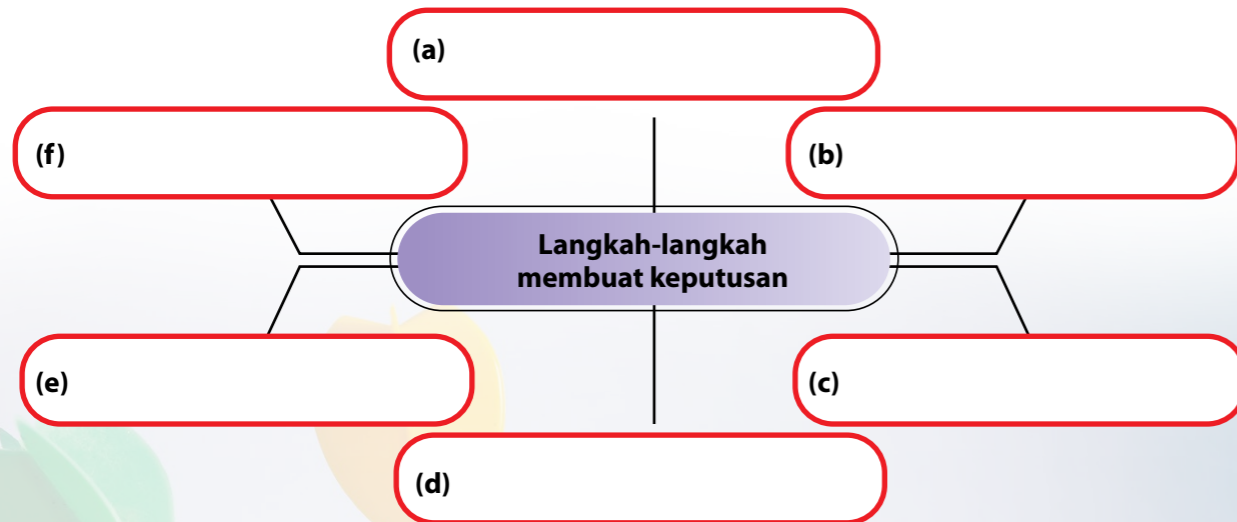 (a)
(f)
(b)
Langkah-langkah
membuat keputusan
(e)
(c)
(d)